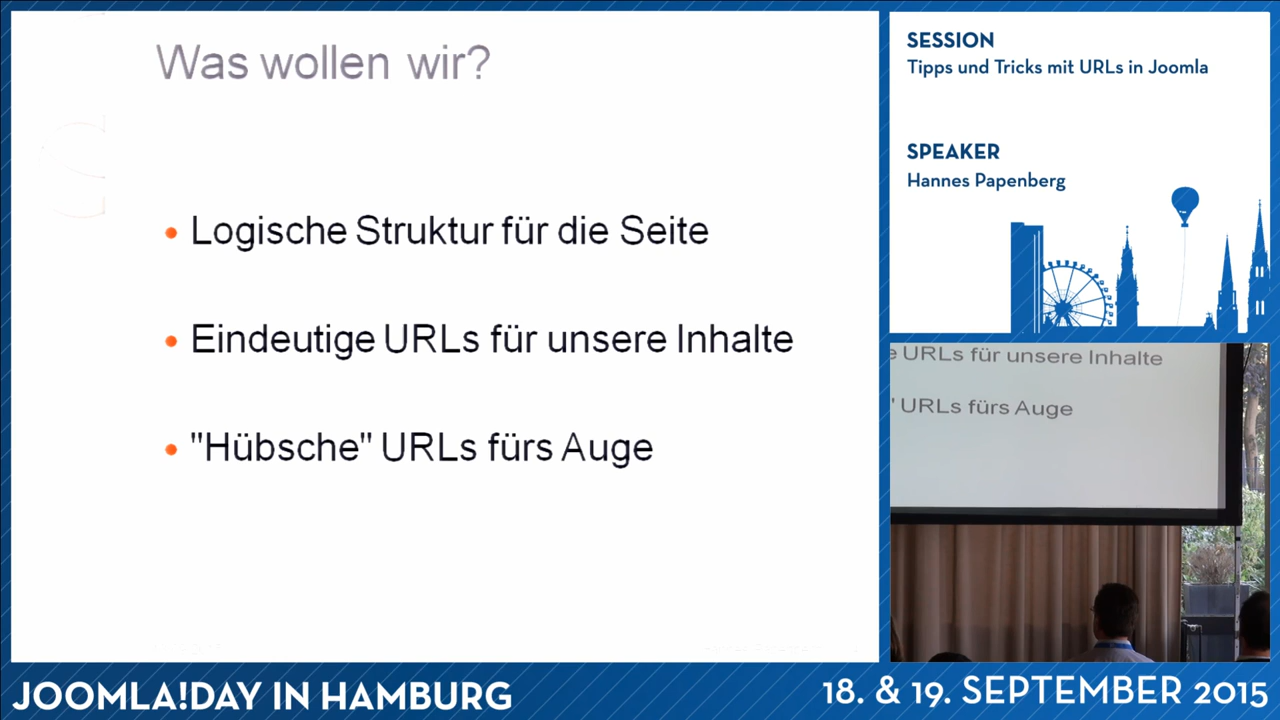 Was wollen wir?
Logische Struktur für die Seite
Eindeutige URLs für unsere Inhalte
"Hübsche" URLs fürs Auge
SESSION
Tipps und Tricks mit URLs in Joomla
SPEAKER
Hannes Papenberg
URLs für unsere Inhalte
URLs fürs Auge
JOOMLA!DAY IN HAMBURG
18. & 19. SEPTEMBER 2015